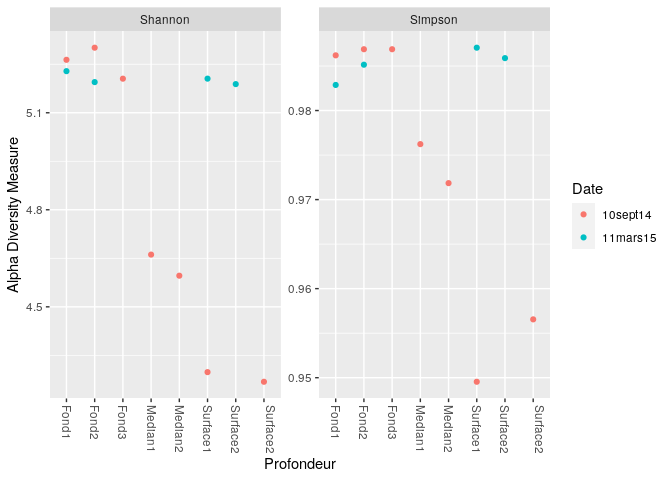 Shannon
Simpson
Alpha Diversity Measure
5.1
4.8
4.5
0.98
0.97
0.96
0.95
Fond1
Fond2
Fond3
Median1
Median2
Surface1
Surface2
Surface2
Fond1
Fond2
Fond3
Median1
Median2
Surface1
Surface2
Surface2
Profondeur
Date
10sept14
11mars15